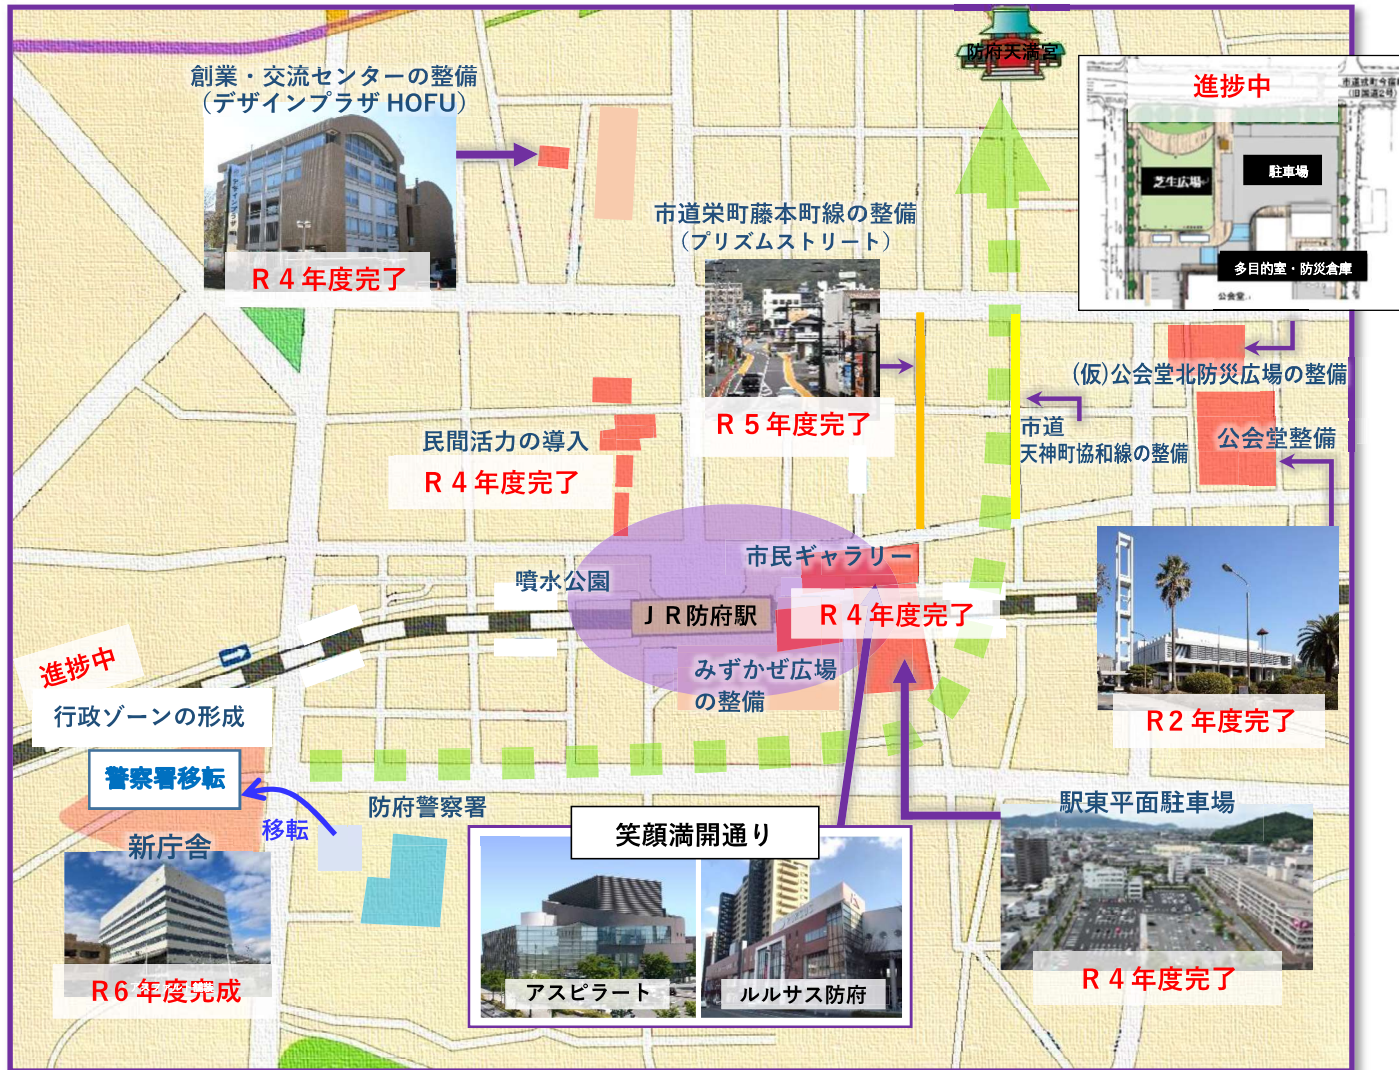 防府天満宮
創業・交流センターの整備
(デザインプラザ HOFU)
R 4 年度完了
進捗中
芝生広場
駐車場
多目的室・防災倉庫
公会堂
市道栄町藤本町線の整備
(プリズムストリート)
R 5 年度完了
(仮)公会堂北防災広場の整備
市道
天神町協和線の整備
公会堂整備
R2 年度完了
民間活力の導入
R 4 年度完了
市民ギャラリー
噴水公園
J R防府駅
R 4 年度完了
みずかぜ広場
の整備
進捗中
行政ゾーンの形成
警察署移転
移転
防府警察署
新庁舎
R6 年度完成
笑顔満開通り
アスピラート
ルルサス防府
駅東平面駐車場
R 4 年度完了